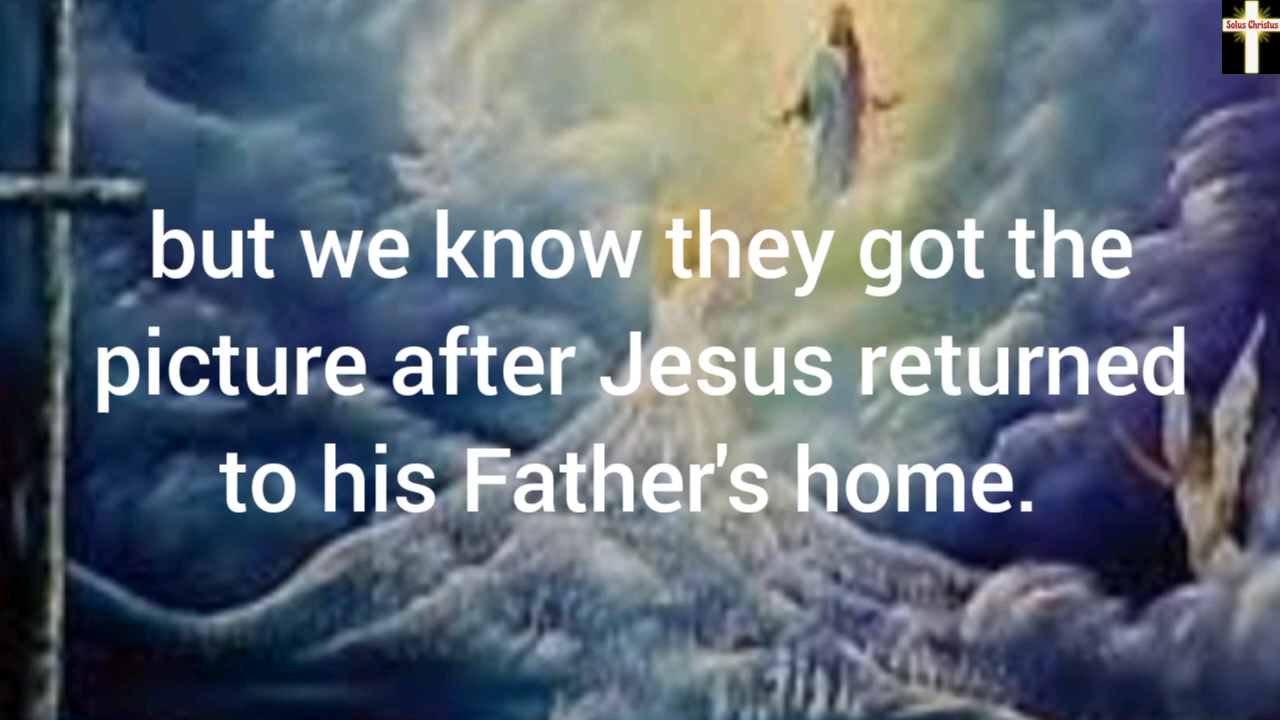 Solus Christus
but we know they got the
picture after Jesus returned
to his Father's home.